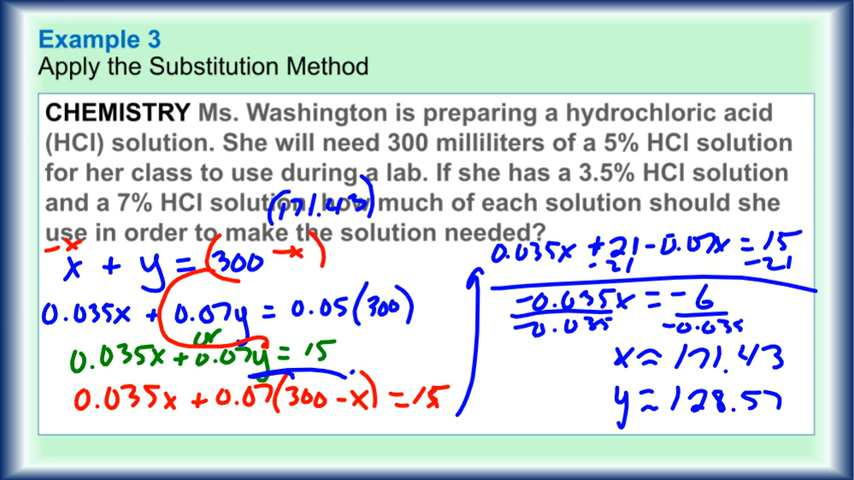 Example 3
Apply the Substitution Method
CHEMISTRY Ms. Washington is preparing a hydrochloric acid
(HCl) solution. She will need 300 milliliters of a 5% HCl solution
for her class to use during a lab. If she has a 3.5% HCl solution
and a 7% HCl solution, how much of each solution should she
use in order to make the solution needed?
(171.43)
-x
x + y = (300 -x)
0.035x + 0.07y = 0.05(300)
or
0.035x + 0.07y = 15
0.035x + 0.07(300 - x) = 15
0.035x + 21 - 0.07x = 15
-21 -21
-0.035x = -6
-0.035 -0.035
x ≈ 171.43
y ≈ 128.57